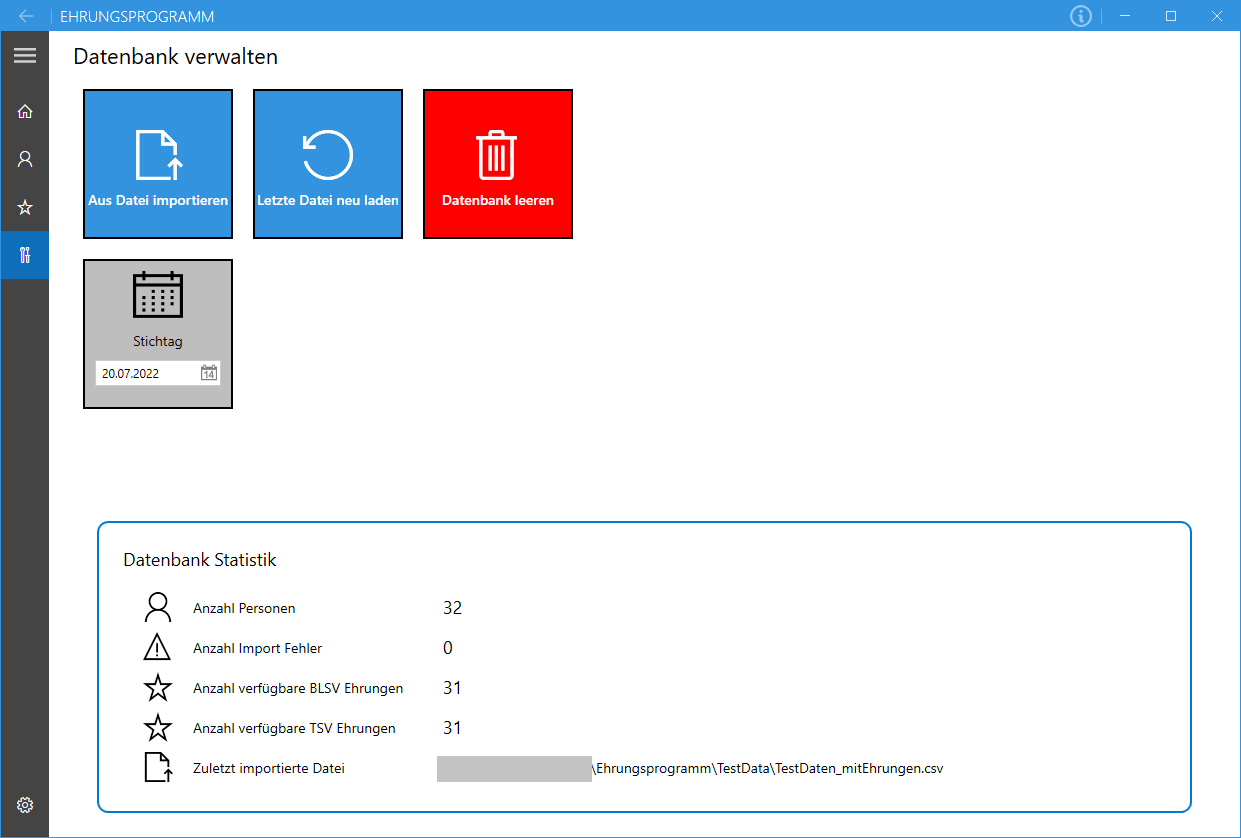 EHRUNGSPROGRAMM
Datenbank verwalten
Aus Datei importieren
Letzte Datei neu laden
Datenbank leeren
Stichtag
20.07.2022
14
Datenbank Statistik
Anzahl Personen 32
Anzahl Import Fehler 0
Anzahl verfügbare BLSV Ehrungen 31
Anzahl verfügbare TSV Ehrungen 31
Zuletzt importierte Datei \Ehrungsprogramm\TestData\TestDaten_mitEhrungen.csv